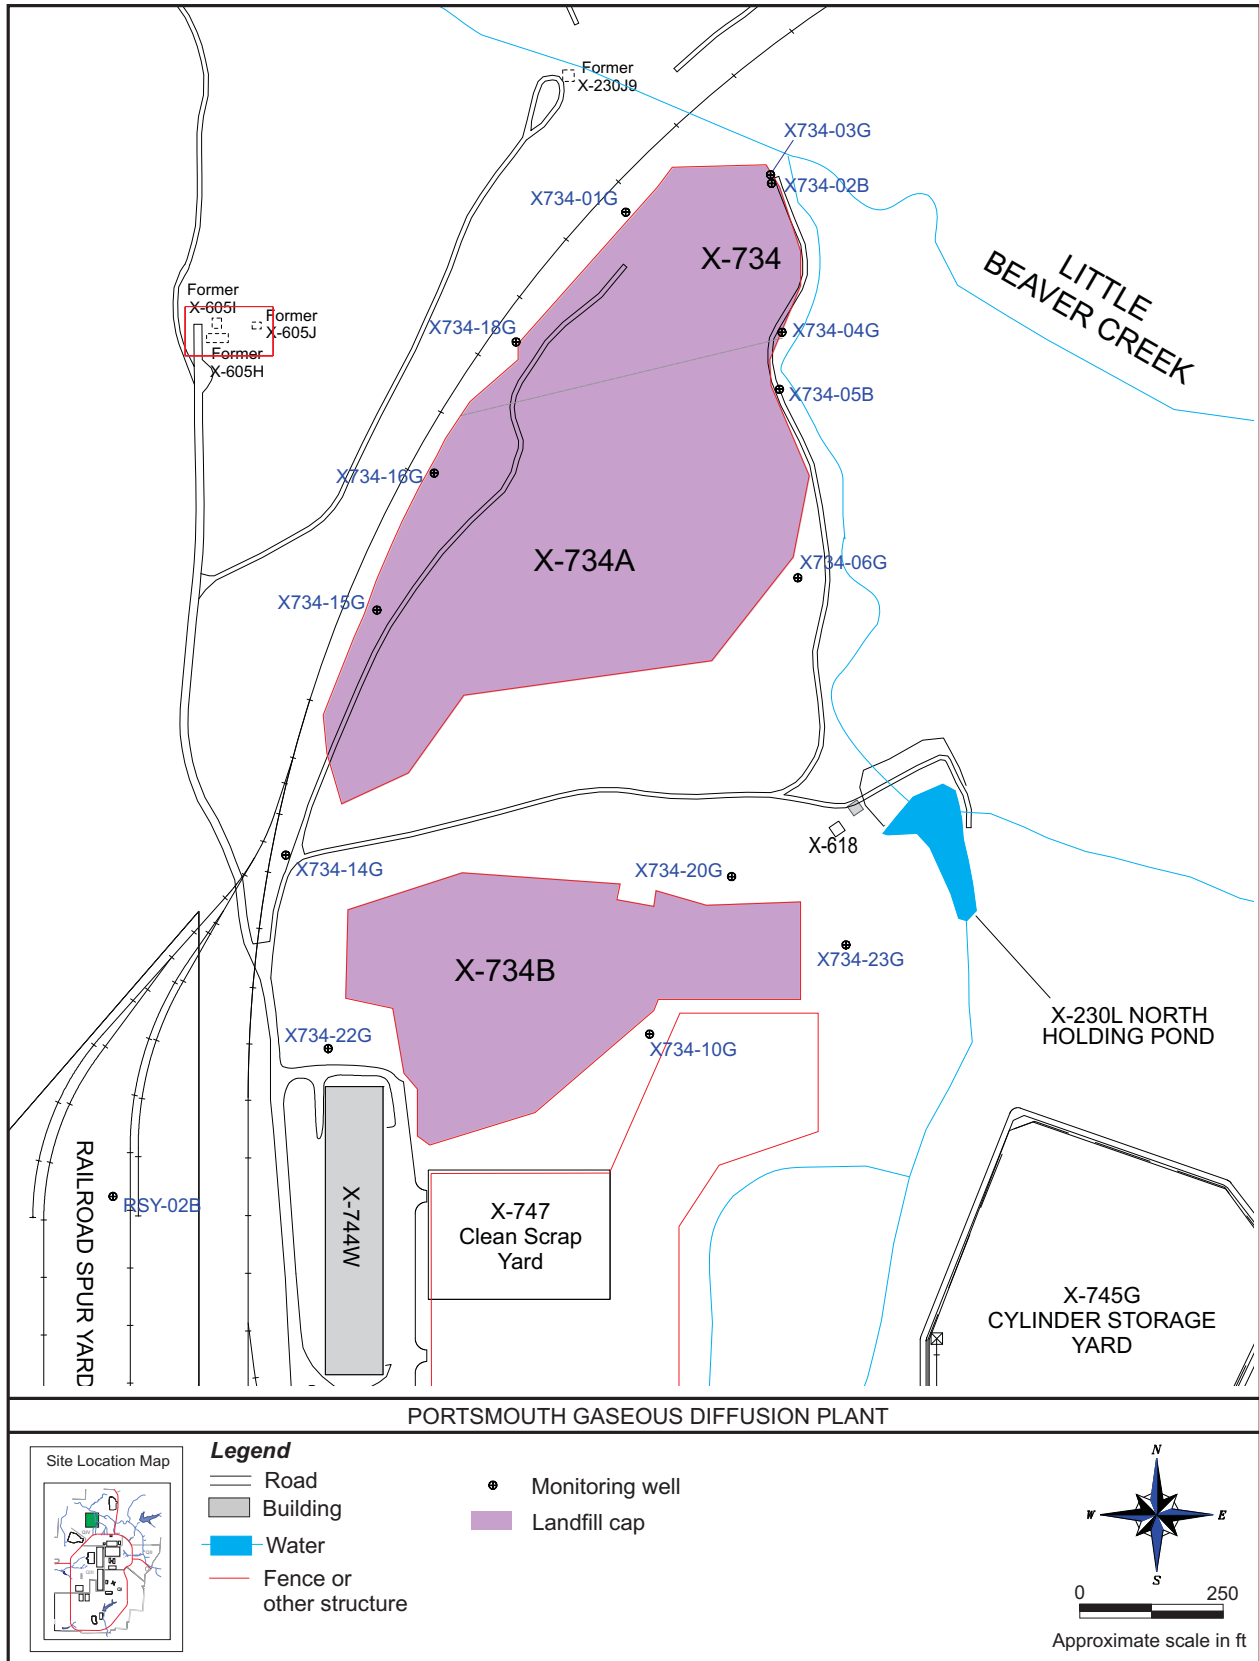 Former
X-230J9
X734-03G
X734-02B
X734-01G
X-734
LITTLE
BEAVER CREEK
Former
X-605I
Former
X-605J
Former
X-605H
X734-18G
X734-04G
X734-05B
X734-16G
X-734A
X734-06G
X734-15G
X-618
X734-14G
X734-20G
X734-23G
X-734B
X-230L NORTH
HOLDING POND
X734-22G
X734-10G
RAILROAD SPUR YARD
RSY-02B
X-744W
X-747
Clean Scrap
Yard
X-745G
CYLINDER STORAGE
YARD
PORTSMOUTH GASEOUS DIFFUSION PLANT
Site Location Map
Legend
Road
Building
Water
Fence or
other structure
Monitoring well
Landfill cap
N
W
E
S
0 250
Approximate scale in ft